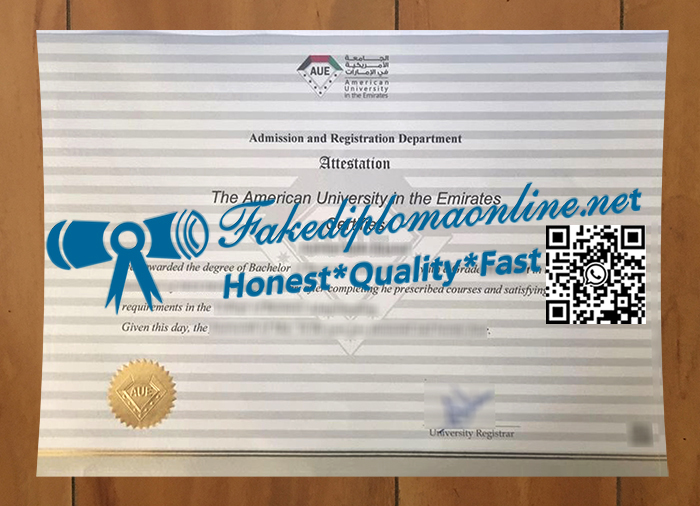 AUE
الجامعة
الأمريكية
في الإمارات
American
University
in the Emirates
Admission and Registration Department
Attestation
The American University in the Emirates
Certifies
Fakediplomaonline.net
awarded the degree of Bachelor
Honest*Quality*Fast
completing he prescribed courses and satisfying
requirements in the
Given this day, the
AUE
University Registrar